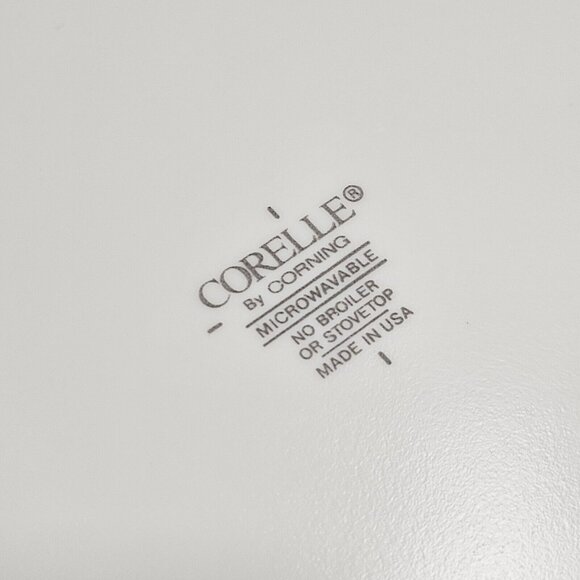 CORELLE®
By CORNING
MICROWAVABLE
NO BROILER
OR STOVETOP
MADE IN USA